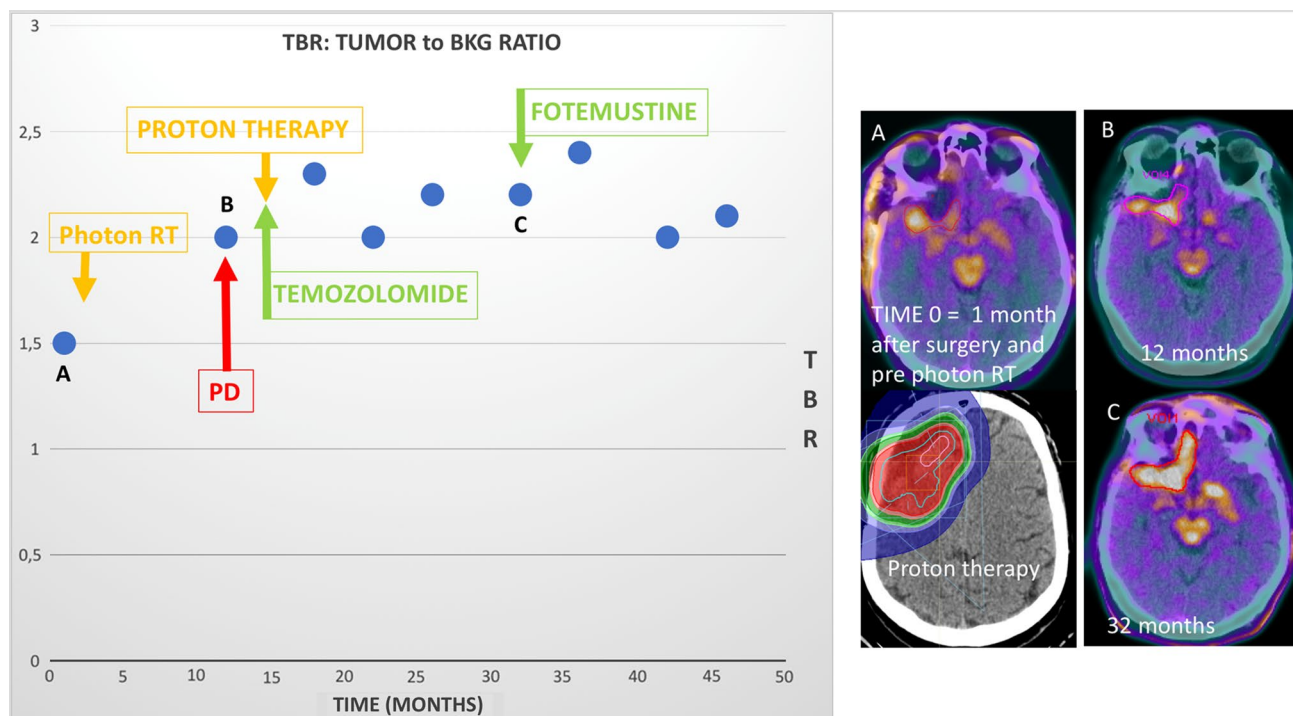 TBR: TUMOR to BKG RATIO
3
2,5
2
1,5
1
0,5
0
0
5
10
15
20
25
30
35
40
45
50
TIME (MONTHS)
T
B
R
Photon RT
A
B
PD
PROTON THERAPY
TEMOZOLOMIDE
FOTEMUSTINE
C
A
TIME 0 = 1 month
after surgery and
pre photon RT
B
VOI1
12 months
Proton therapy
C
VOI1
32 months